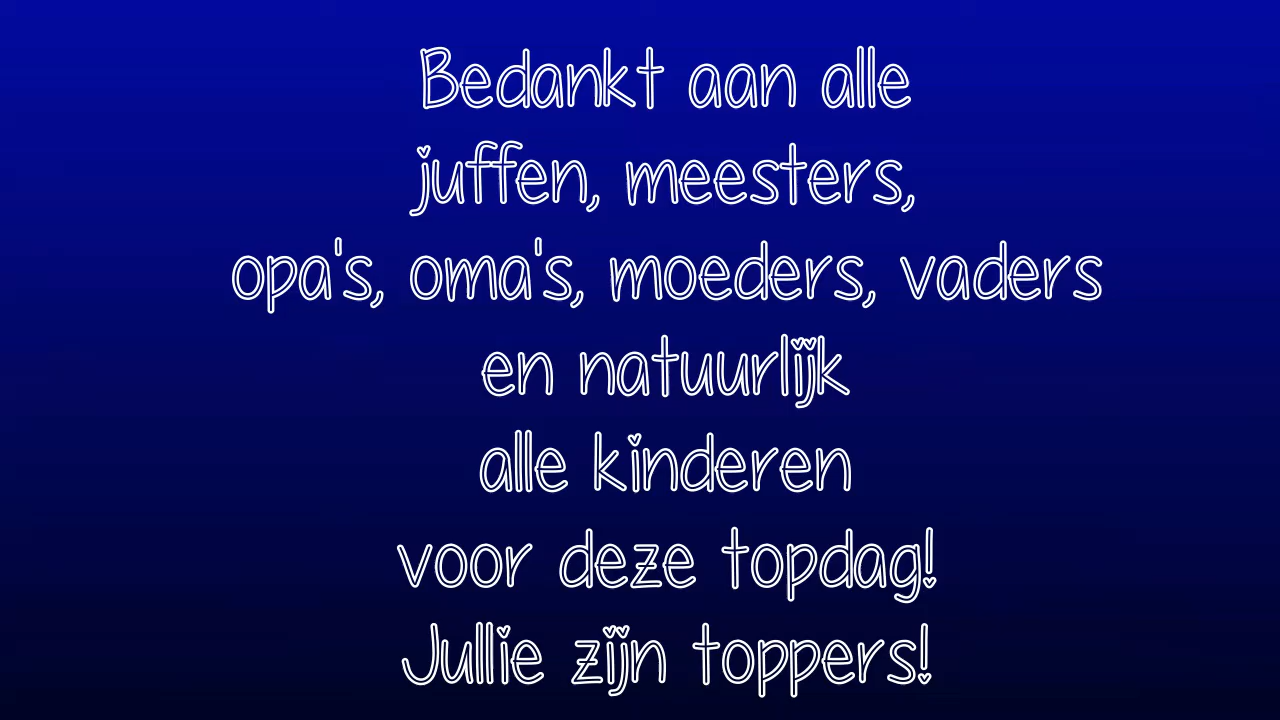 Bedankt aan alle
juffen, meesters,
opa's, oma's, moeders, vaders
en natuurlijk
alle kinderen
voor deze topdag!
Jullie zijn toppers!